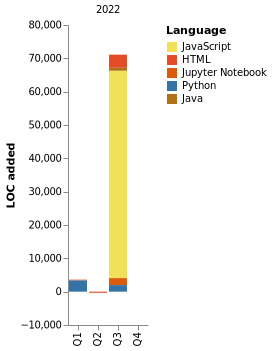 2022
80,000
70,000
60,000
50,000
40,000
30,000
20,000
10,000
0
−10,000
LOC added
Q1
Q2
Q3
Q4
Language
JavaScript
HTML
Jupyter Notebook
Python
Java